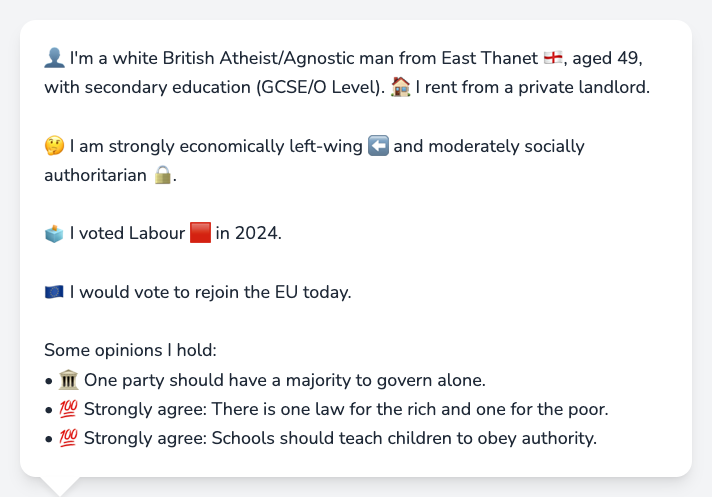 👤 I'm a white British Atheist/Agnostic man from East Thanet 🏴󠁧󠁢󠁥󠁮󠁧󠁿, aged 49,
with secondary education (GCSE/O Level). 🏠 I rent from a private landlord.
🤔 I am strongly economically left-wing ⬅️ and moderately socially
authoritarian 🔒.
🗳️ I voted Labour 🟥 in 2024.
🇪🇺 I would vote to rejoin the EU today.
Some opinions I hold:
• 🏛️ One party should have a majority to govern alone.
• 💯 Strongly agree: There is one law for the rich and one for the poor.
• 💯 Strongly agree: Schools should teach children to obey authority.